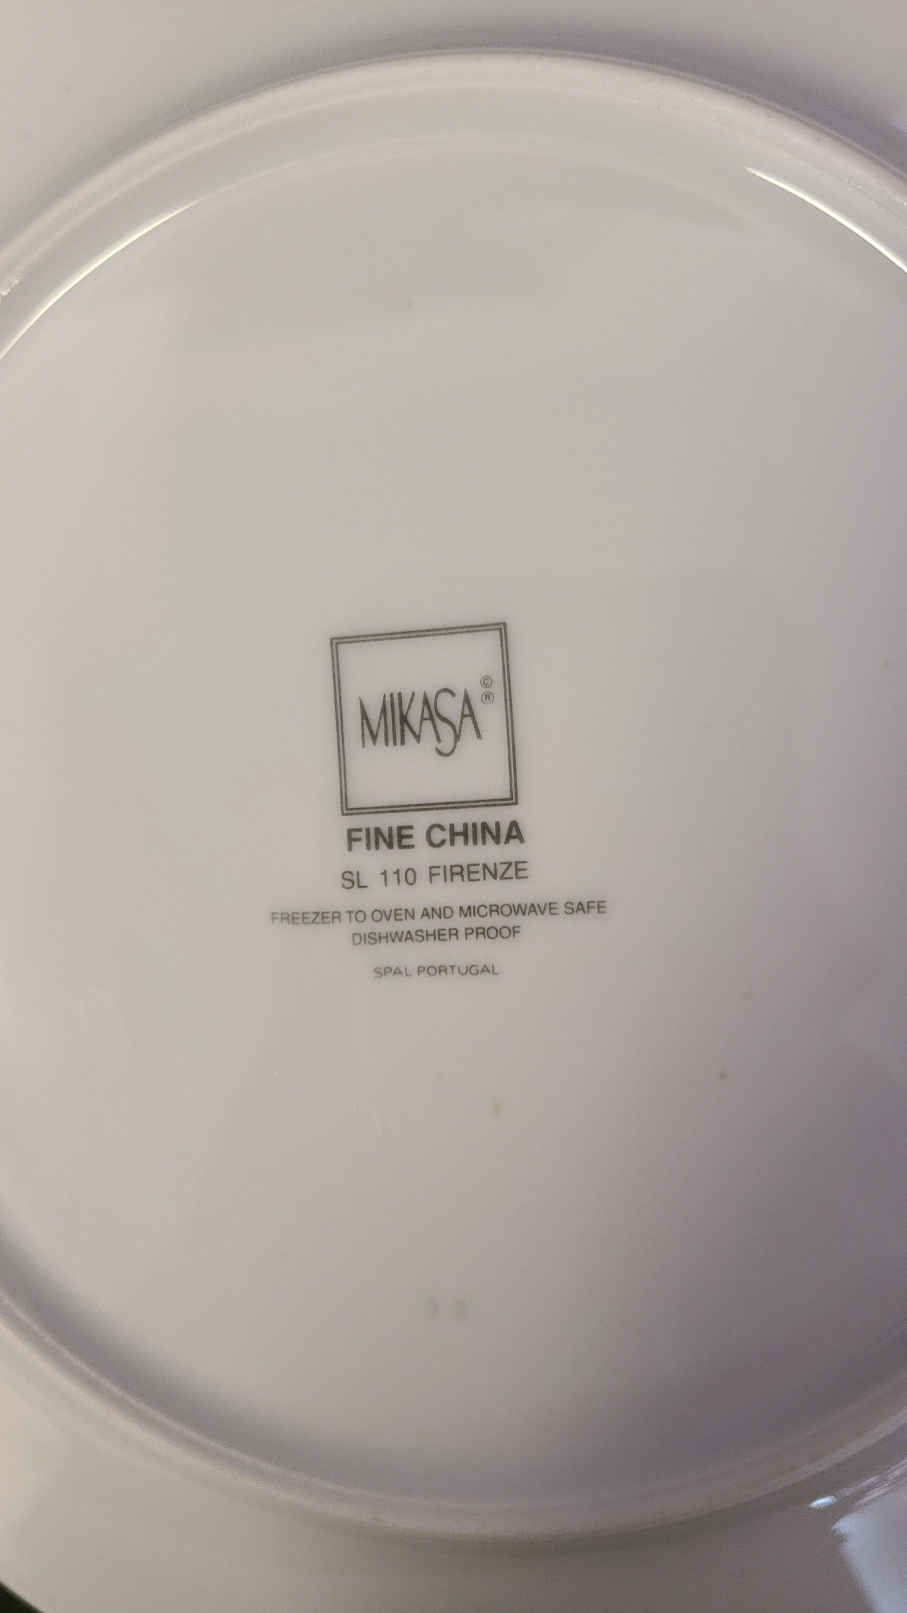 MIKASA © ®
FINE CHINA
SL 110 FIRENZE
FREEZER TO OVEN AND MICROWAVE SAFE
DISHWASHER PROOF
SPAL PORTUGAL